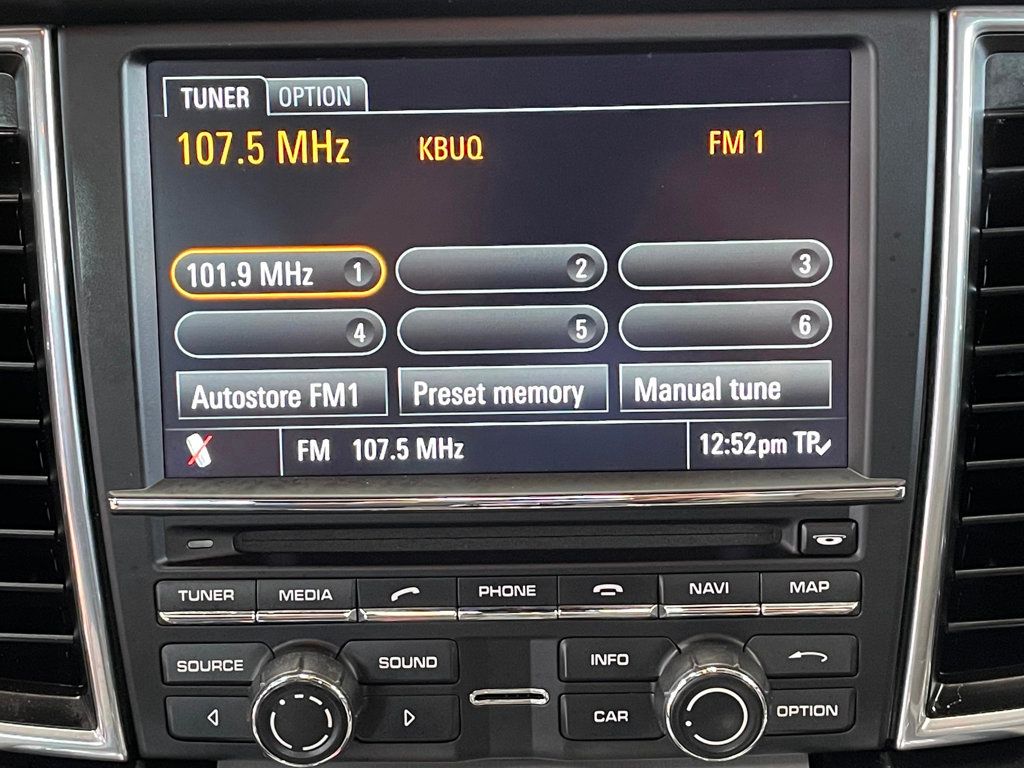 TUNER OPTION
107.5 MHz KBUQ FM 1
101.9 MHz 1 2 3
4 5 6
Autostore FM1 Preset memory Manual tune
FM 107.5 MHz 12:52pm TP
TUNER MEDIA PHONE NAVI MAP
SOURCE SOUND INFO
CAR OPTION